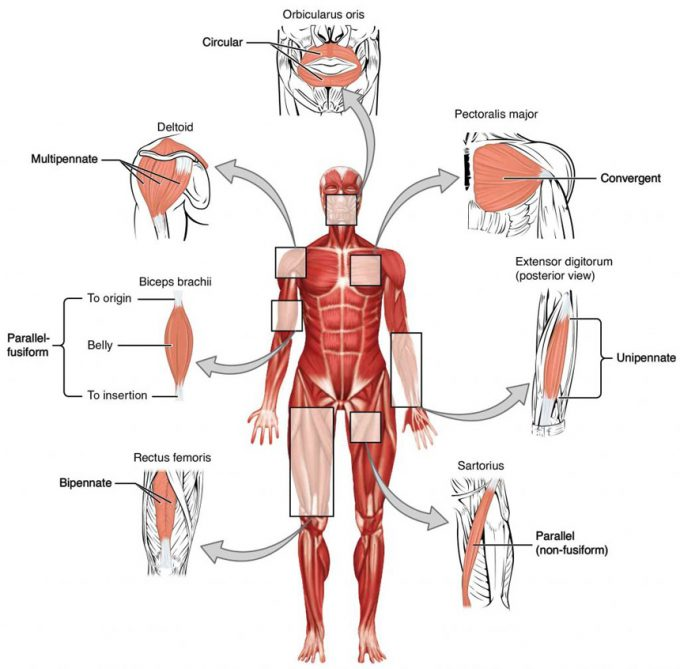 Orbicularus oris
Circular
Deltoid
Multipennate
Pectoralis major
Convergent
Biceps brachii
To origin
Parallel-
fusiform
Belly
To insertion
Extensor digitorum
(posterior view)
Unipennate
Rectus femoris
Bipennate
Sartorius
Parallel
(non-fusiform)